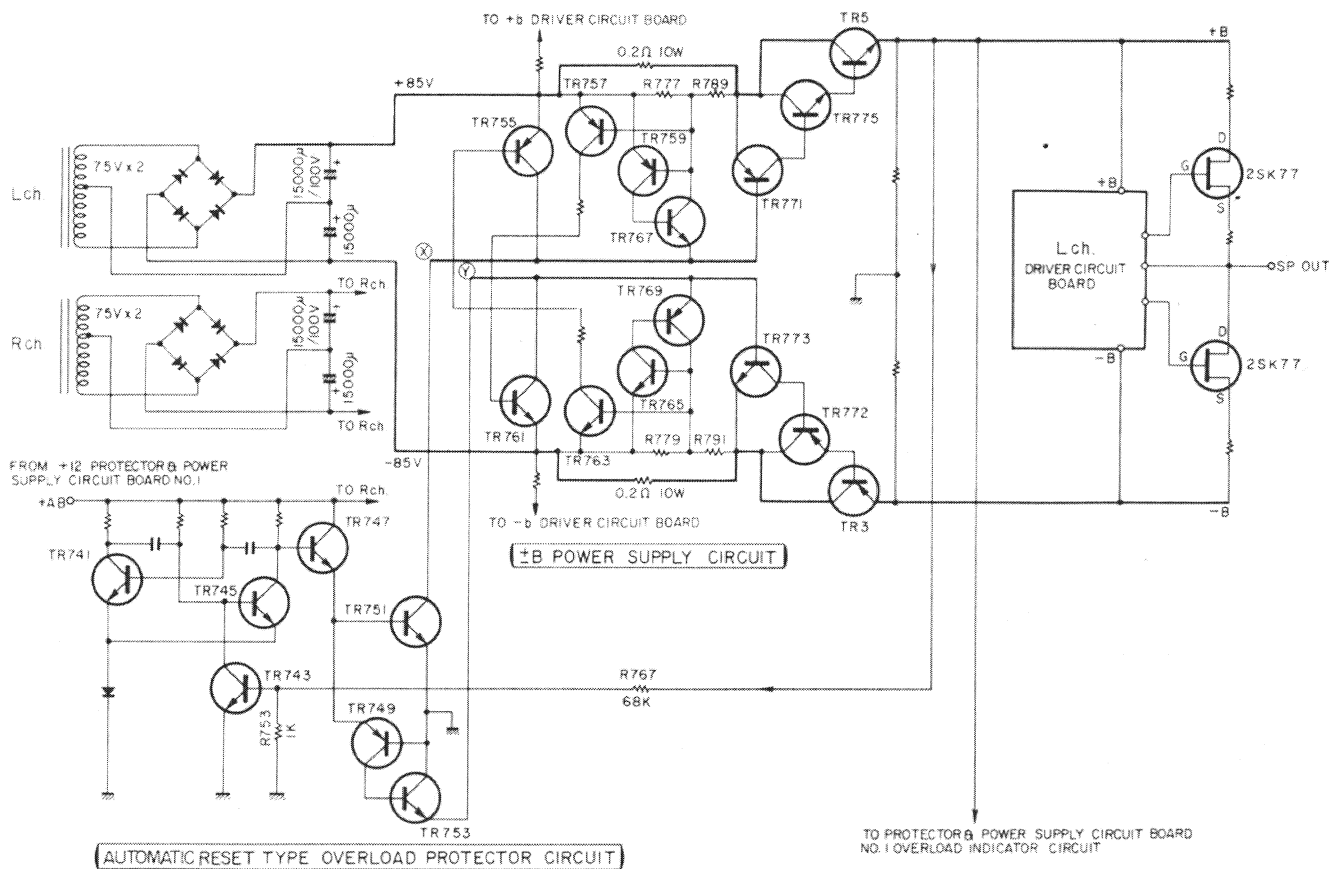 TO +b DRIVER CIRCUIT BOARD
TR5
+B
0.2Ω 10W
+85V
TR757
R777
R789
TR755
TR759
TR775
D
G
2SK77
S
75V x 2
15000μ
/100V
+
L ch.
15000μ
+
TR771
+B
TR767
X
Y
L ch.
DRIVER CIRCUIT
BOARD
SP OUT
TO Rch
TR769
75V x 2
15000μ
/100V
+
TR773
D
R ch.
-B
G
2SK77
S
15000μ
+
TR765
TR772
TO Rch
TR761
TR763
R779
R791
-85V
FROM +12 PROTECTOR & POWER
SUPPLY CIRCUIT BOARD NO.1
0.2Ω 10W
TO Rch.
+AB
TR3
-B
TO -b DRIVER CIRCUIT BOARD
TR747
±B POWER SUPPLY CIRCUIT
TR741
TR745
TR751
TR743
R767
68K
R753
1K
TR749
TR753
AUTOMATIC RESET TYPE OVERLOAD PROTECTOR CIRCUIT
TO PROTECTOR & POWER SUPPLY CIRCUIT BOARD
NO. 1 OVERLOAD INDICATOR CIRCUIT